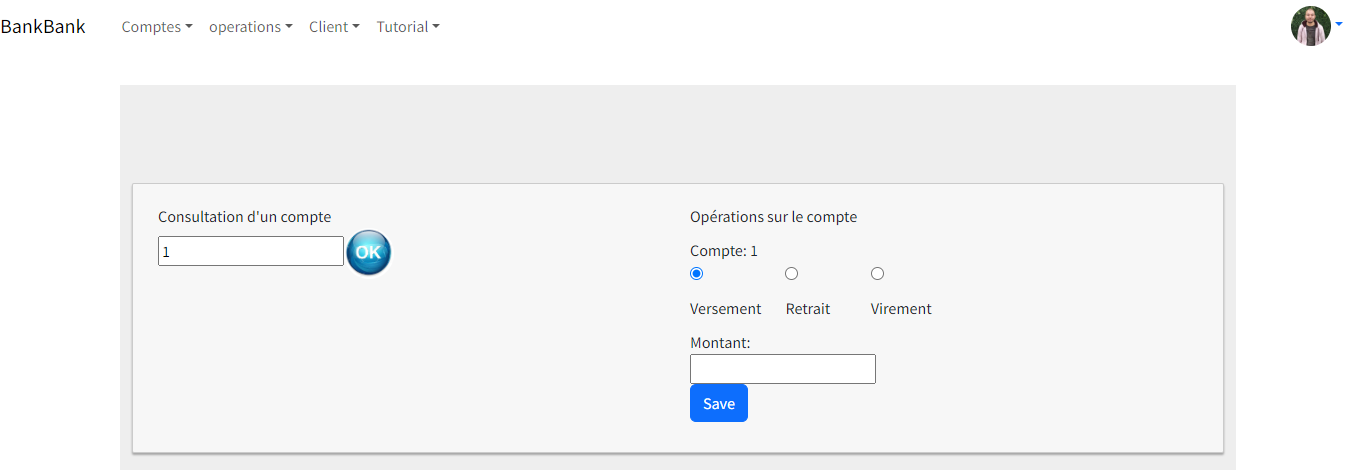 BankBank Comptes operations Client Tutorial
Consultation d'un compte
1
OK
Opérations sur le compte
Compte: 1
Versement Retrait Virement
Montant:
Save